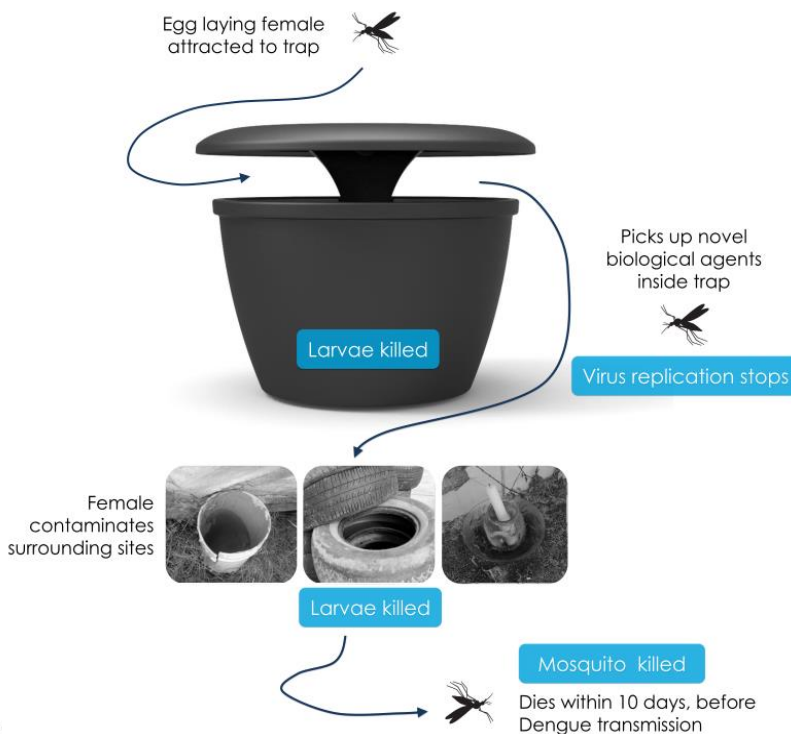 Egg laying female
attracted to trap
Picks up novel
biological agents
inside trap
Larvae killed
Virus replication stops
Female
contaminates
surrounding sites
Larvae killed
Mosquito killed
Dies within 10 days, before
Dengue transmission